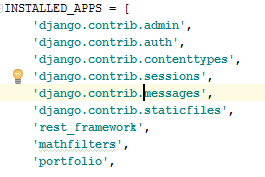 INSTALLED_APPS = [
'django.contrib.admin',
'django.contrib.auth',
'django.contrib.contenttypes',
'django.contrib.sessions',
'django.contrib.messages',
'django.contrib.staticfiles',
'rest_framework',
'mathfilters',
'portfolio',